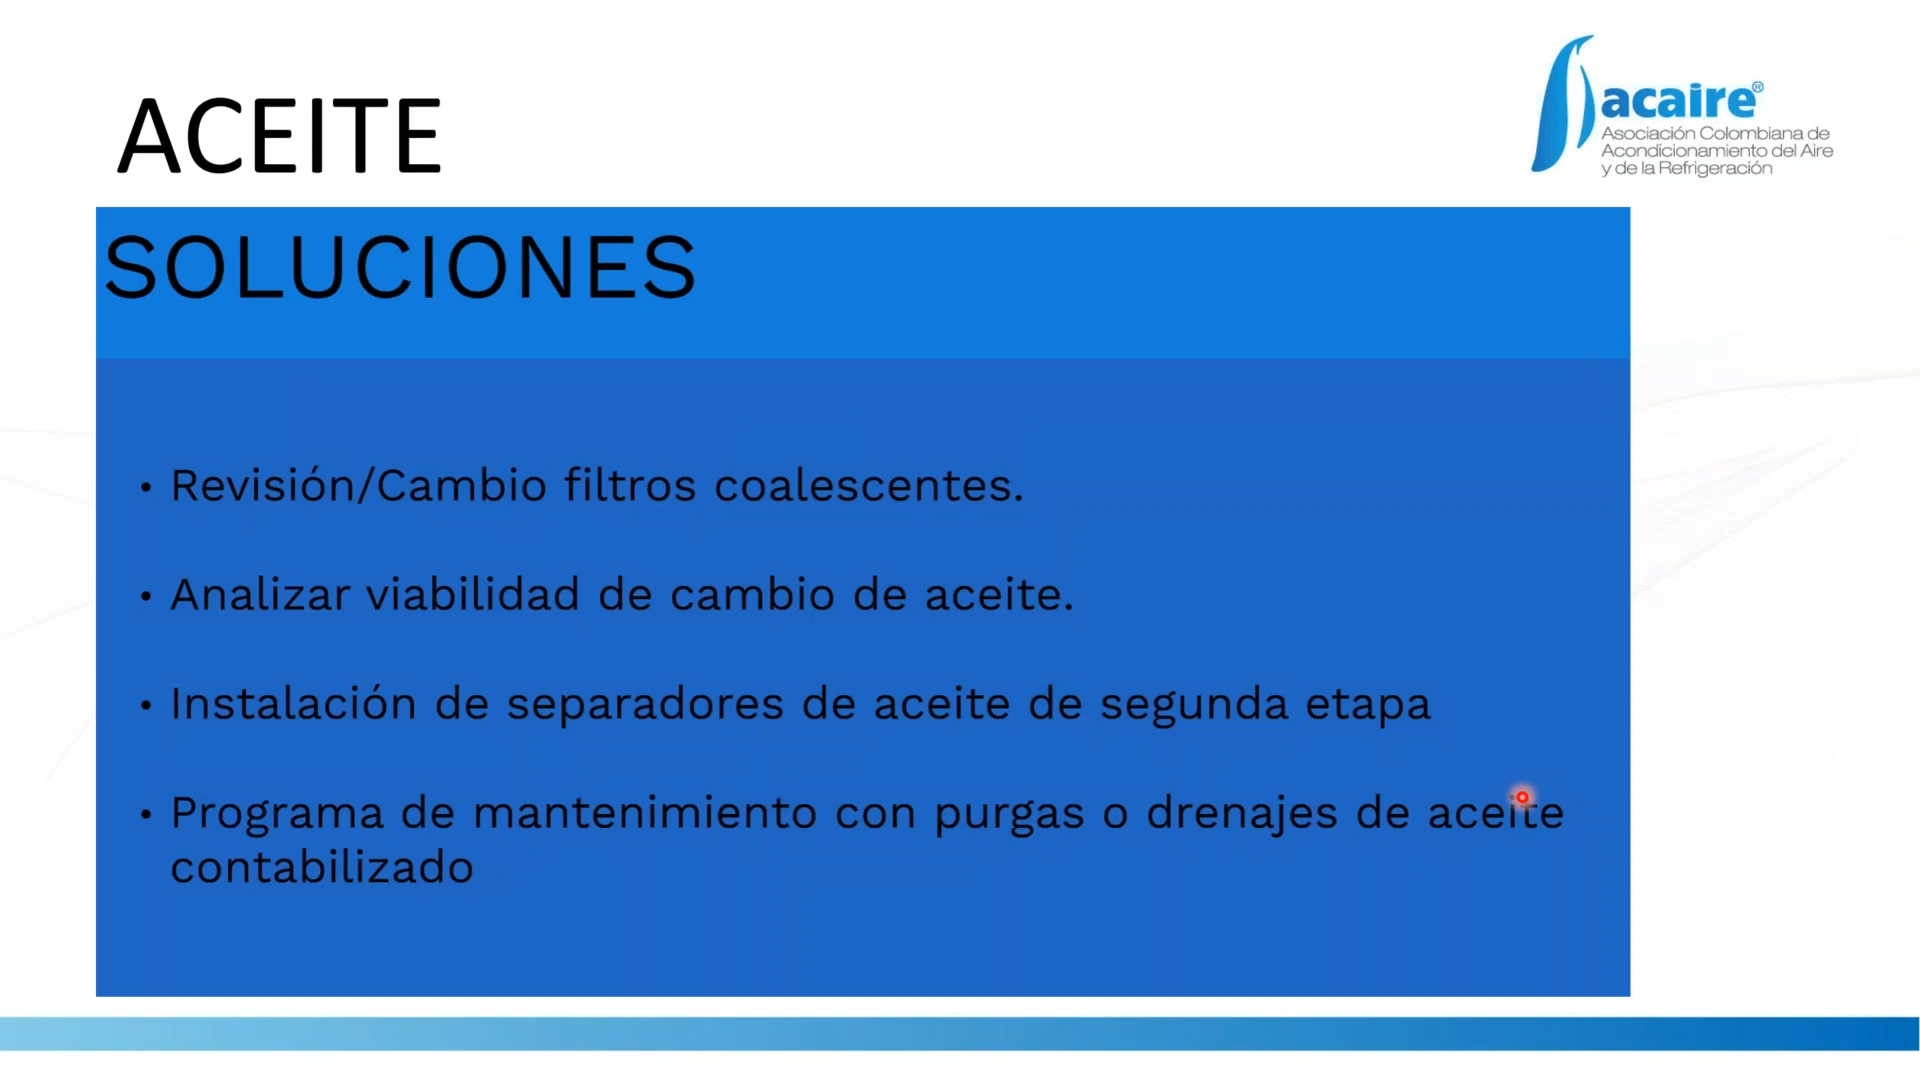 ACEITE
acaire®
Asociación Colombiana de
Acondicionamiento del Aire
y de la Refrigeración
SOLUCIONES
• Revisión/Cambio filtros coalescentes.
• Analizar viabilidad de cambio de aceite.
• Instalación de separadores de aceite de segunda etapa
• Programa de mantenimiento con purgas o drenajes de aceite
contabilizado